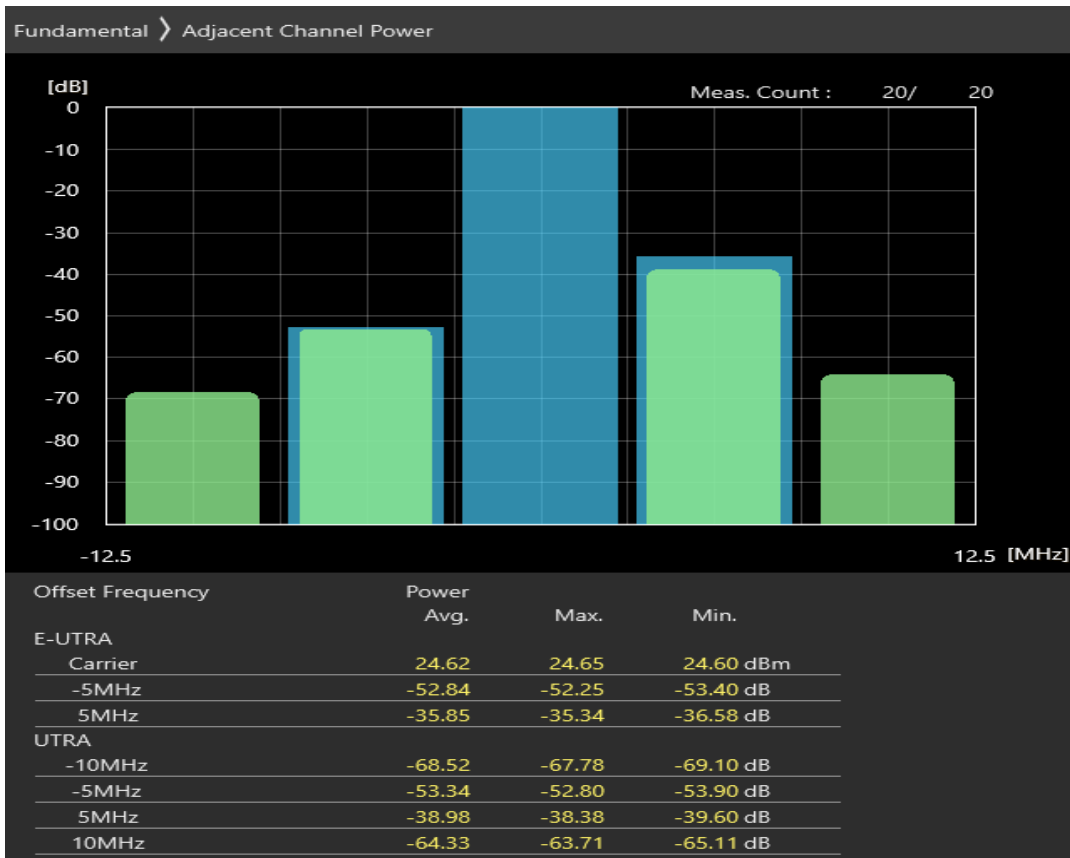 Fundamental 〉 Adjacent Channel Power
[dB]
Meas. Count : 20/ 20
0
-10
-20
-30
-40
-50
-60
-70
-80
-90
-100
-12.5 12.5 [MHz]
Offset Frequency Power
Avg. Max. Min.
E-UTRA
Carrier 24.62 24.65 24.60 dBm
-5MHz -52.84 -52.25 -53.40 dB
5MHz -35.85 -35.34 -36.58 dB
UTRA
-10MHz -68.52 -67.78 -69.10 dB
-5MHz -53.34 -52.80 -53.90 dB
5MHz -38.98 -38.38 -39.60 dB
10MHz -64.33 -63.71 -65.11 dB